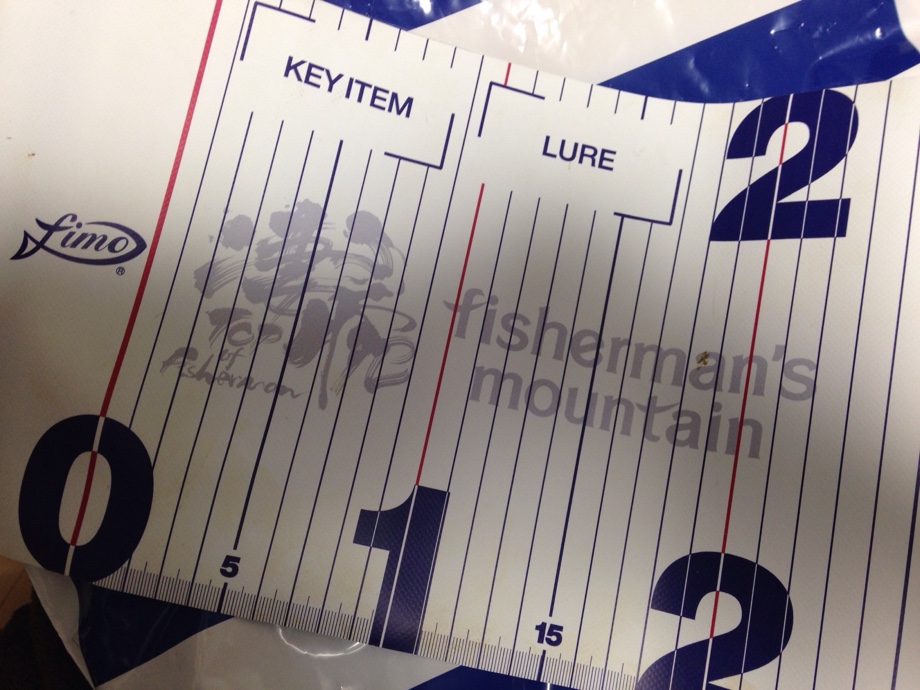 KEY ITEM
LURE
2
fimo
®
TOP
of
fisherman
fisherman's
mountain
0
5
1
15
2